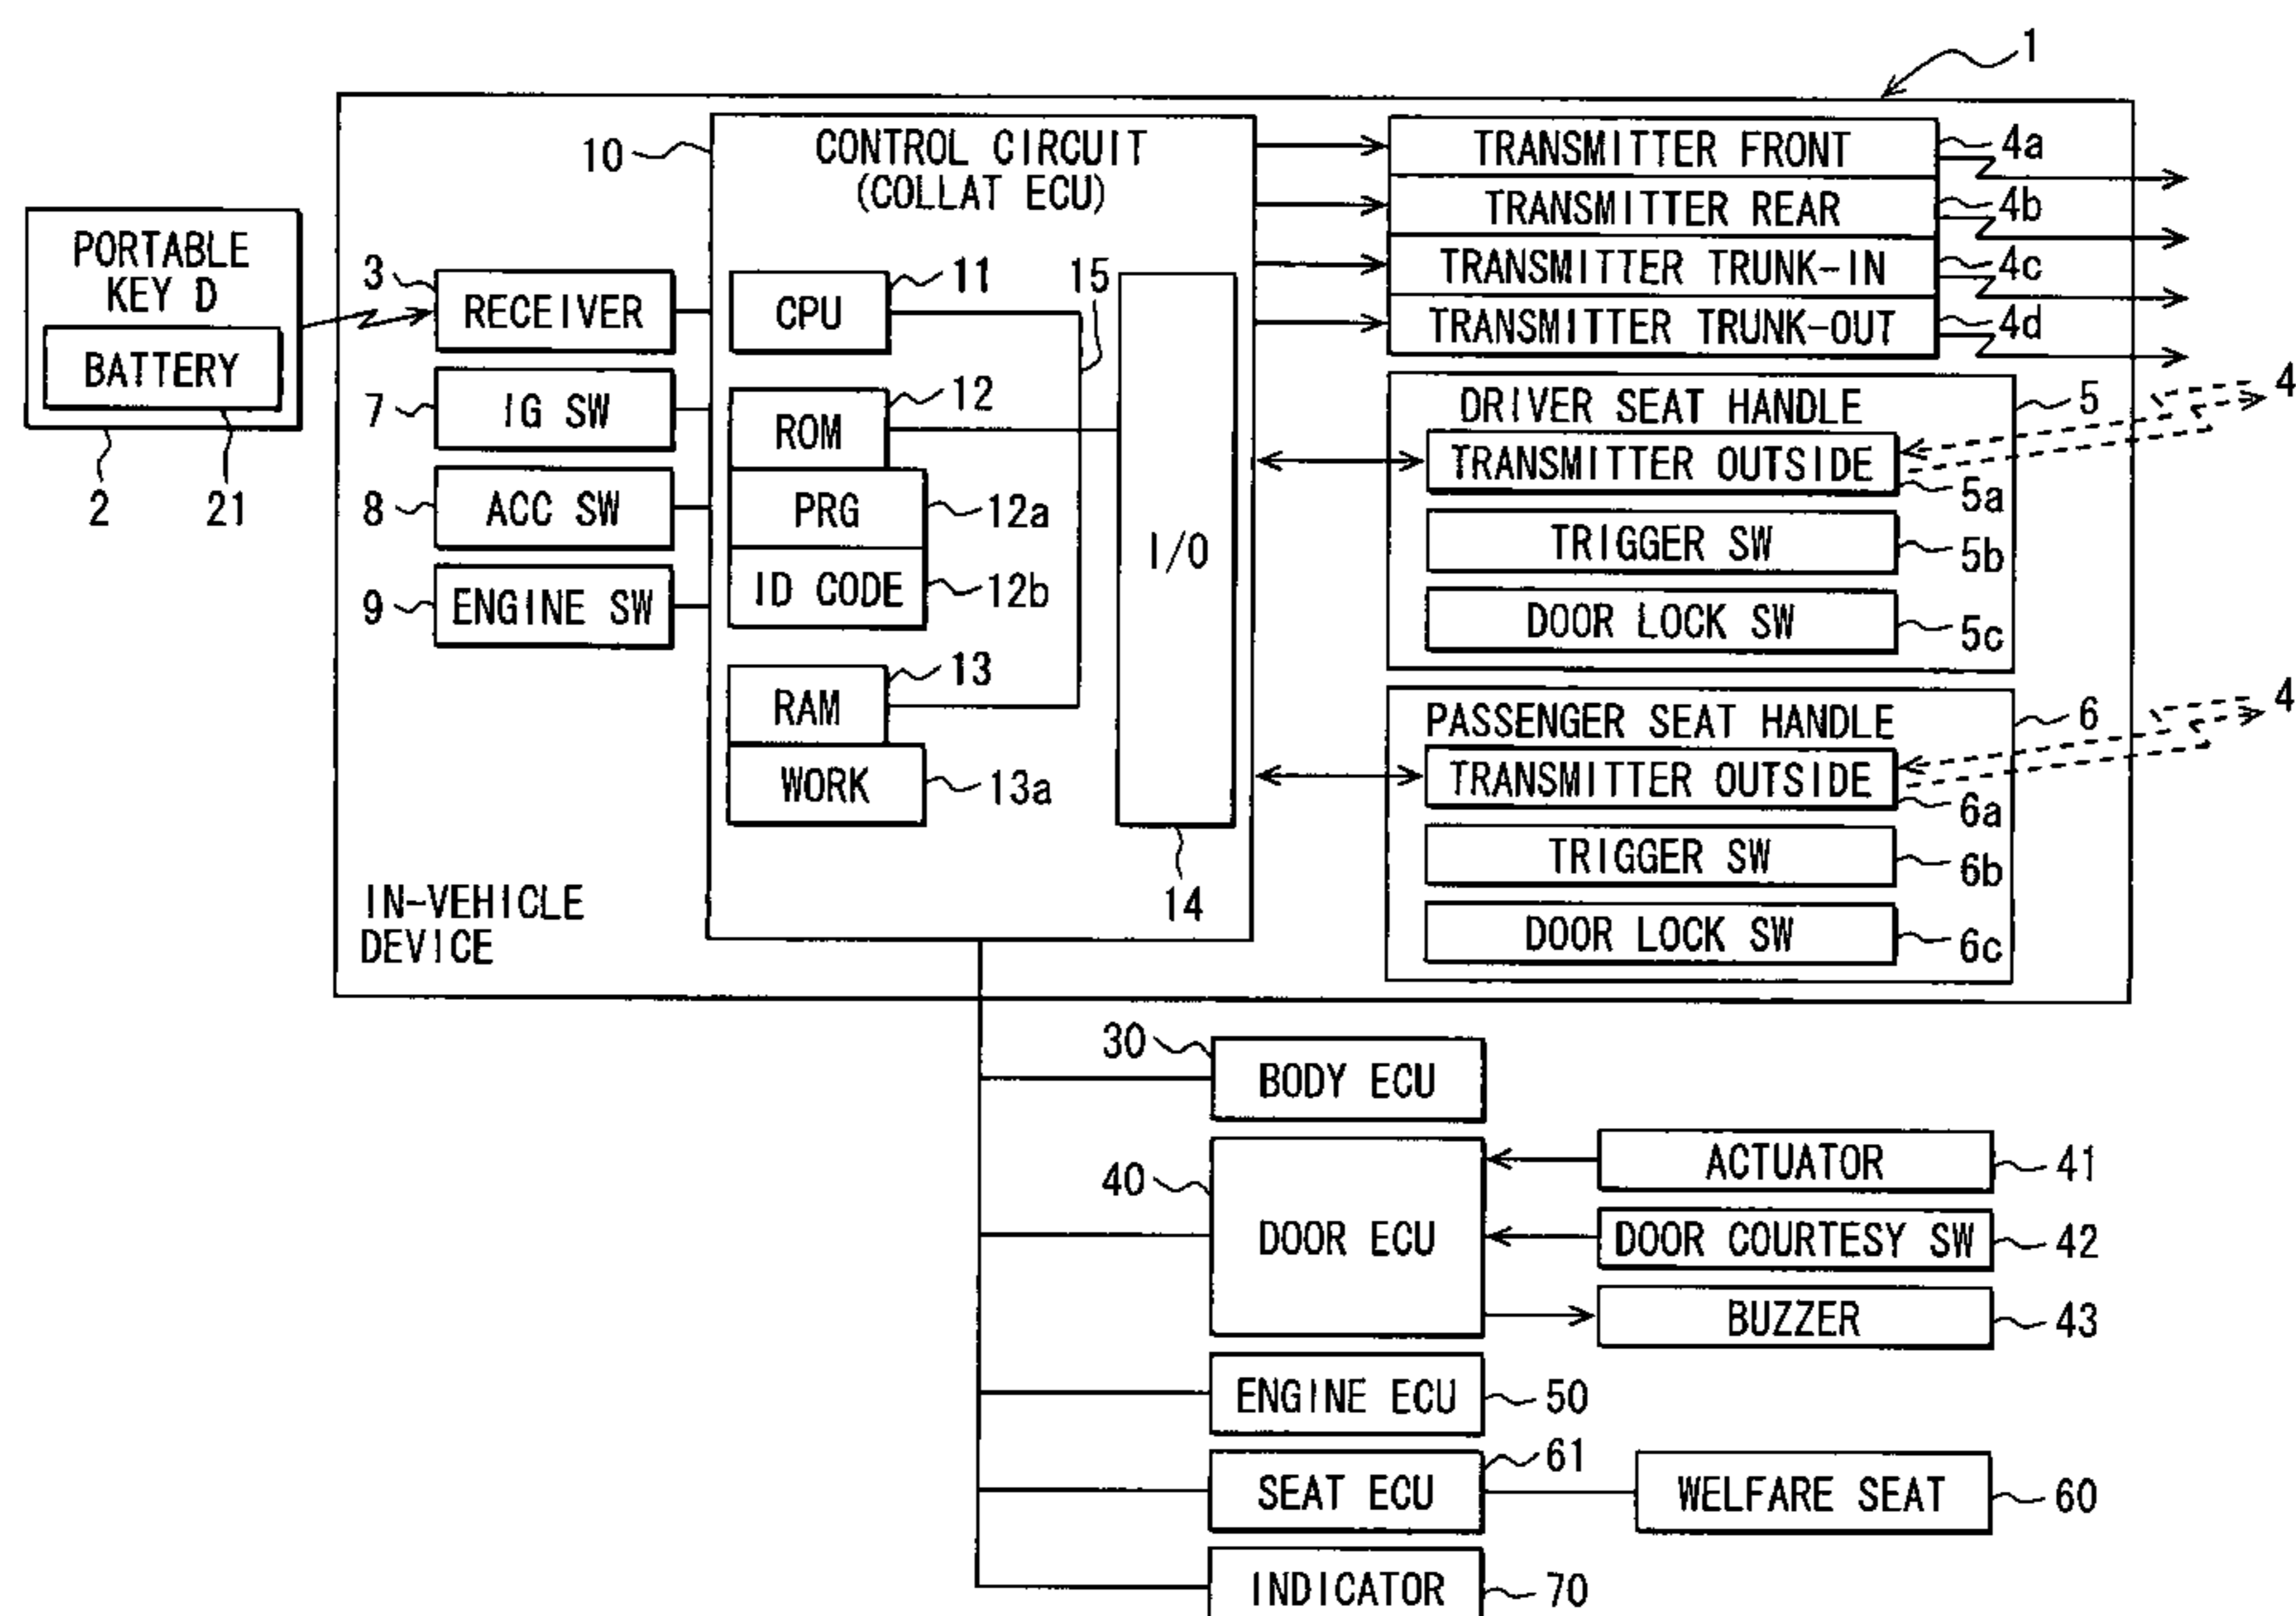 1
10
CONTROL CIRCUIT
(COLLAT ECU)
TRANSMITTER FRONT
4a
TRANSMITTER REAR
4b
TRANSMITTER TRUNK-IN
4c
TRANSMITTER TRUNK-OUT
4d
PORTABLE
KEY D
BATTERY
2
21
3
RECEIVER
7
IG SW
8
ACC SW
9
ENGINE SW
CPU
11
15
ROM
12
PRG
12a
ID CODE
12b
RAM
13
WORK
13a
I/O
14
DRIVER SEAT HANDLE
5
4
TRANSMITTER OUTSIDE
5a
TRIGGER SW
5b
DOOR LOCK SW
5c
PASSENGER SEAT HANDLE
6
4
TRANSMITTER OUTSIDE
6a
TRIGGER SW
6b
DOOR LOCK SW
6c
IN-VEHICLE
DEVICE
30
BODY ECU
40
DOOR ECU
ACTUATOR
41
DOOR COURTESY SW
42
BUZZER
43
ENGINE ECU
50
SEAT ECU
61
WELFARE SEAT
60
INDICATOR
70